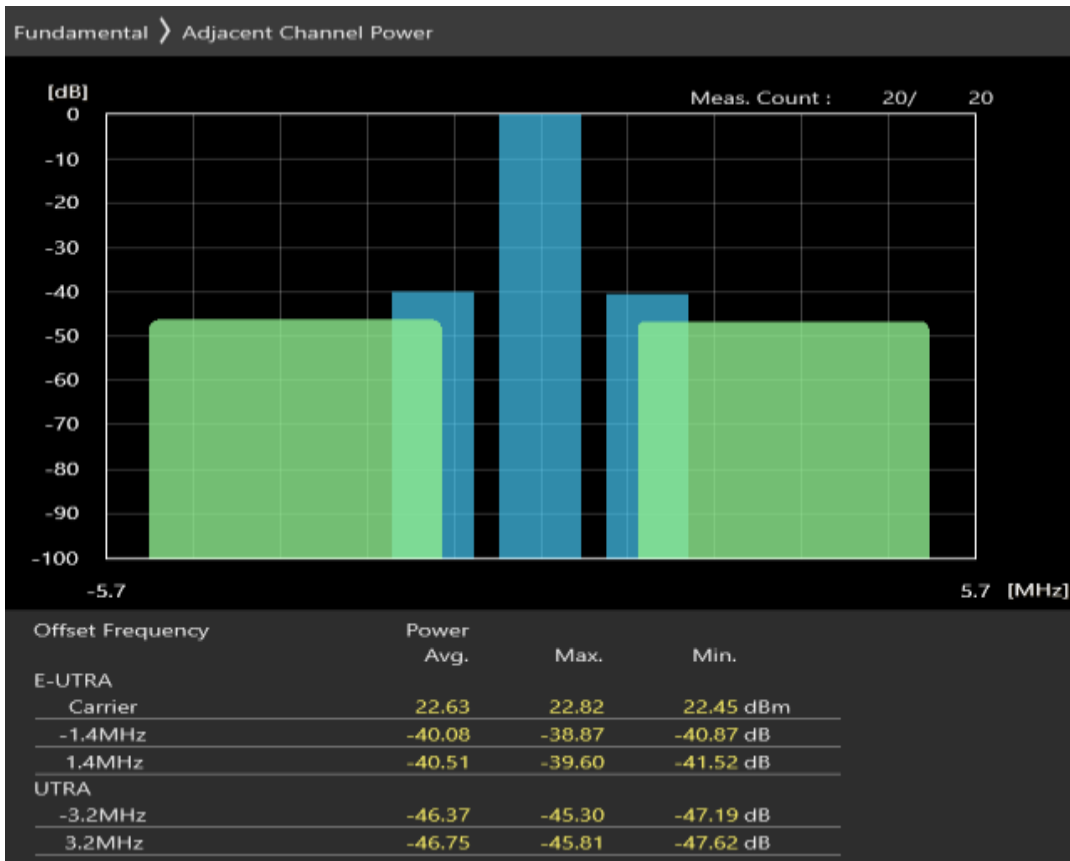 Fundamental 〉 Adjacent Channel Power
[dB]
Meas. Count : 20/ 20
0
-10
-20
-30
-40
-50
-60
-70
-80
-90
-100
-5.7 5.7 [MHz]
Offset Frequency Power
Avg. Max. Min.
E-UTRA
Carrier 22.63 22.82 22.45 dBm
-1.4MHz -40.08 -38.87 -40.87 dB
1.4MHz -40.51 -39.60 -41.52 dB
UTRA
-3.2MHz -46.37 -45.30 -47.19 dB
3.2MHz -46.75 -45.81 -47.62 dB